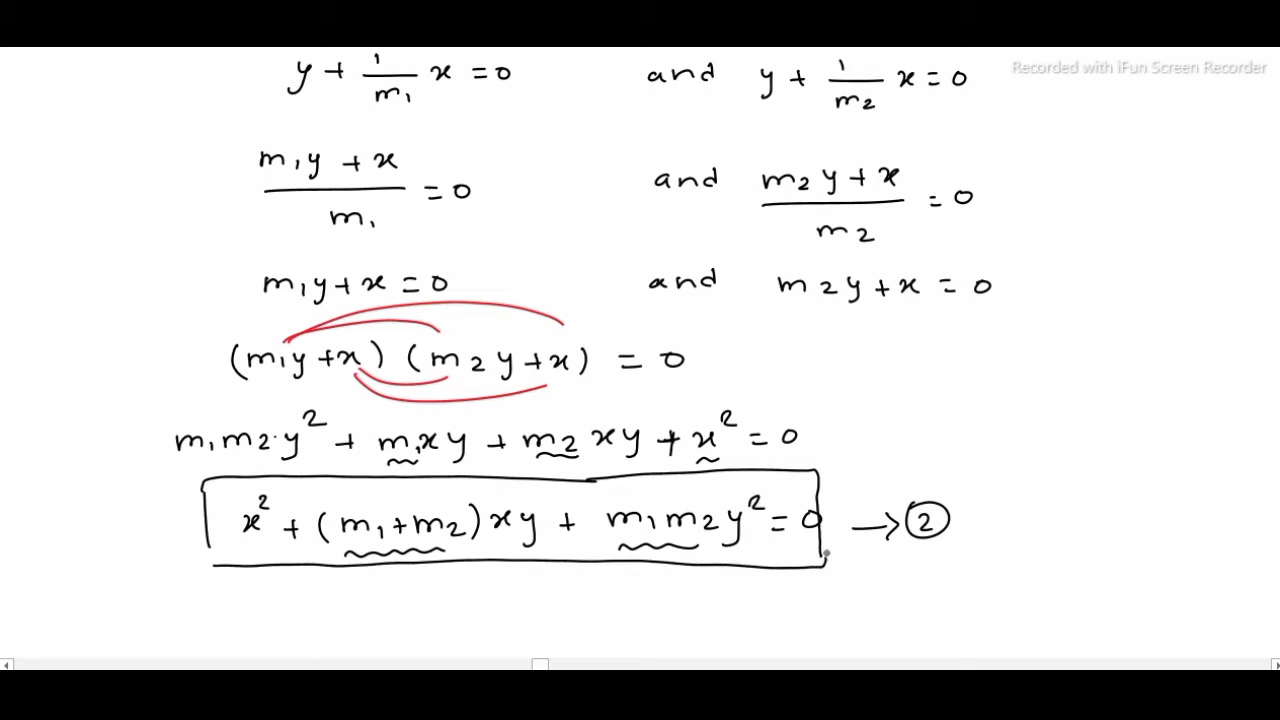 y + 1/m₁ x = 0 and y + 1/m₂ x = 0
Recorded with iFun Screen Recorder
m₁y + x / m₁ = 0 and m₂y + x / m₂ = 0
m₁y + x = 0 and m₂y + x = 0
(m₁y + x) (m₂y + x) = 0
m₁m₂·y² + m₁xy + m₂xy + x² = 0
x² + (m₁+m₂)xy + m₁m₂y² = 0 → ②